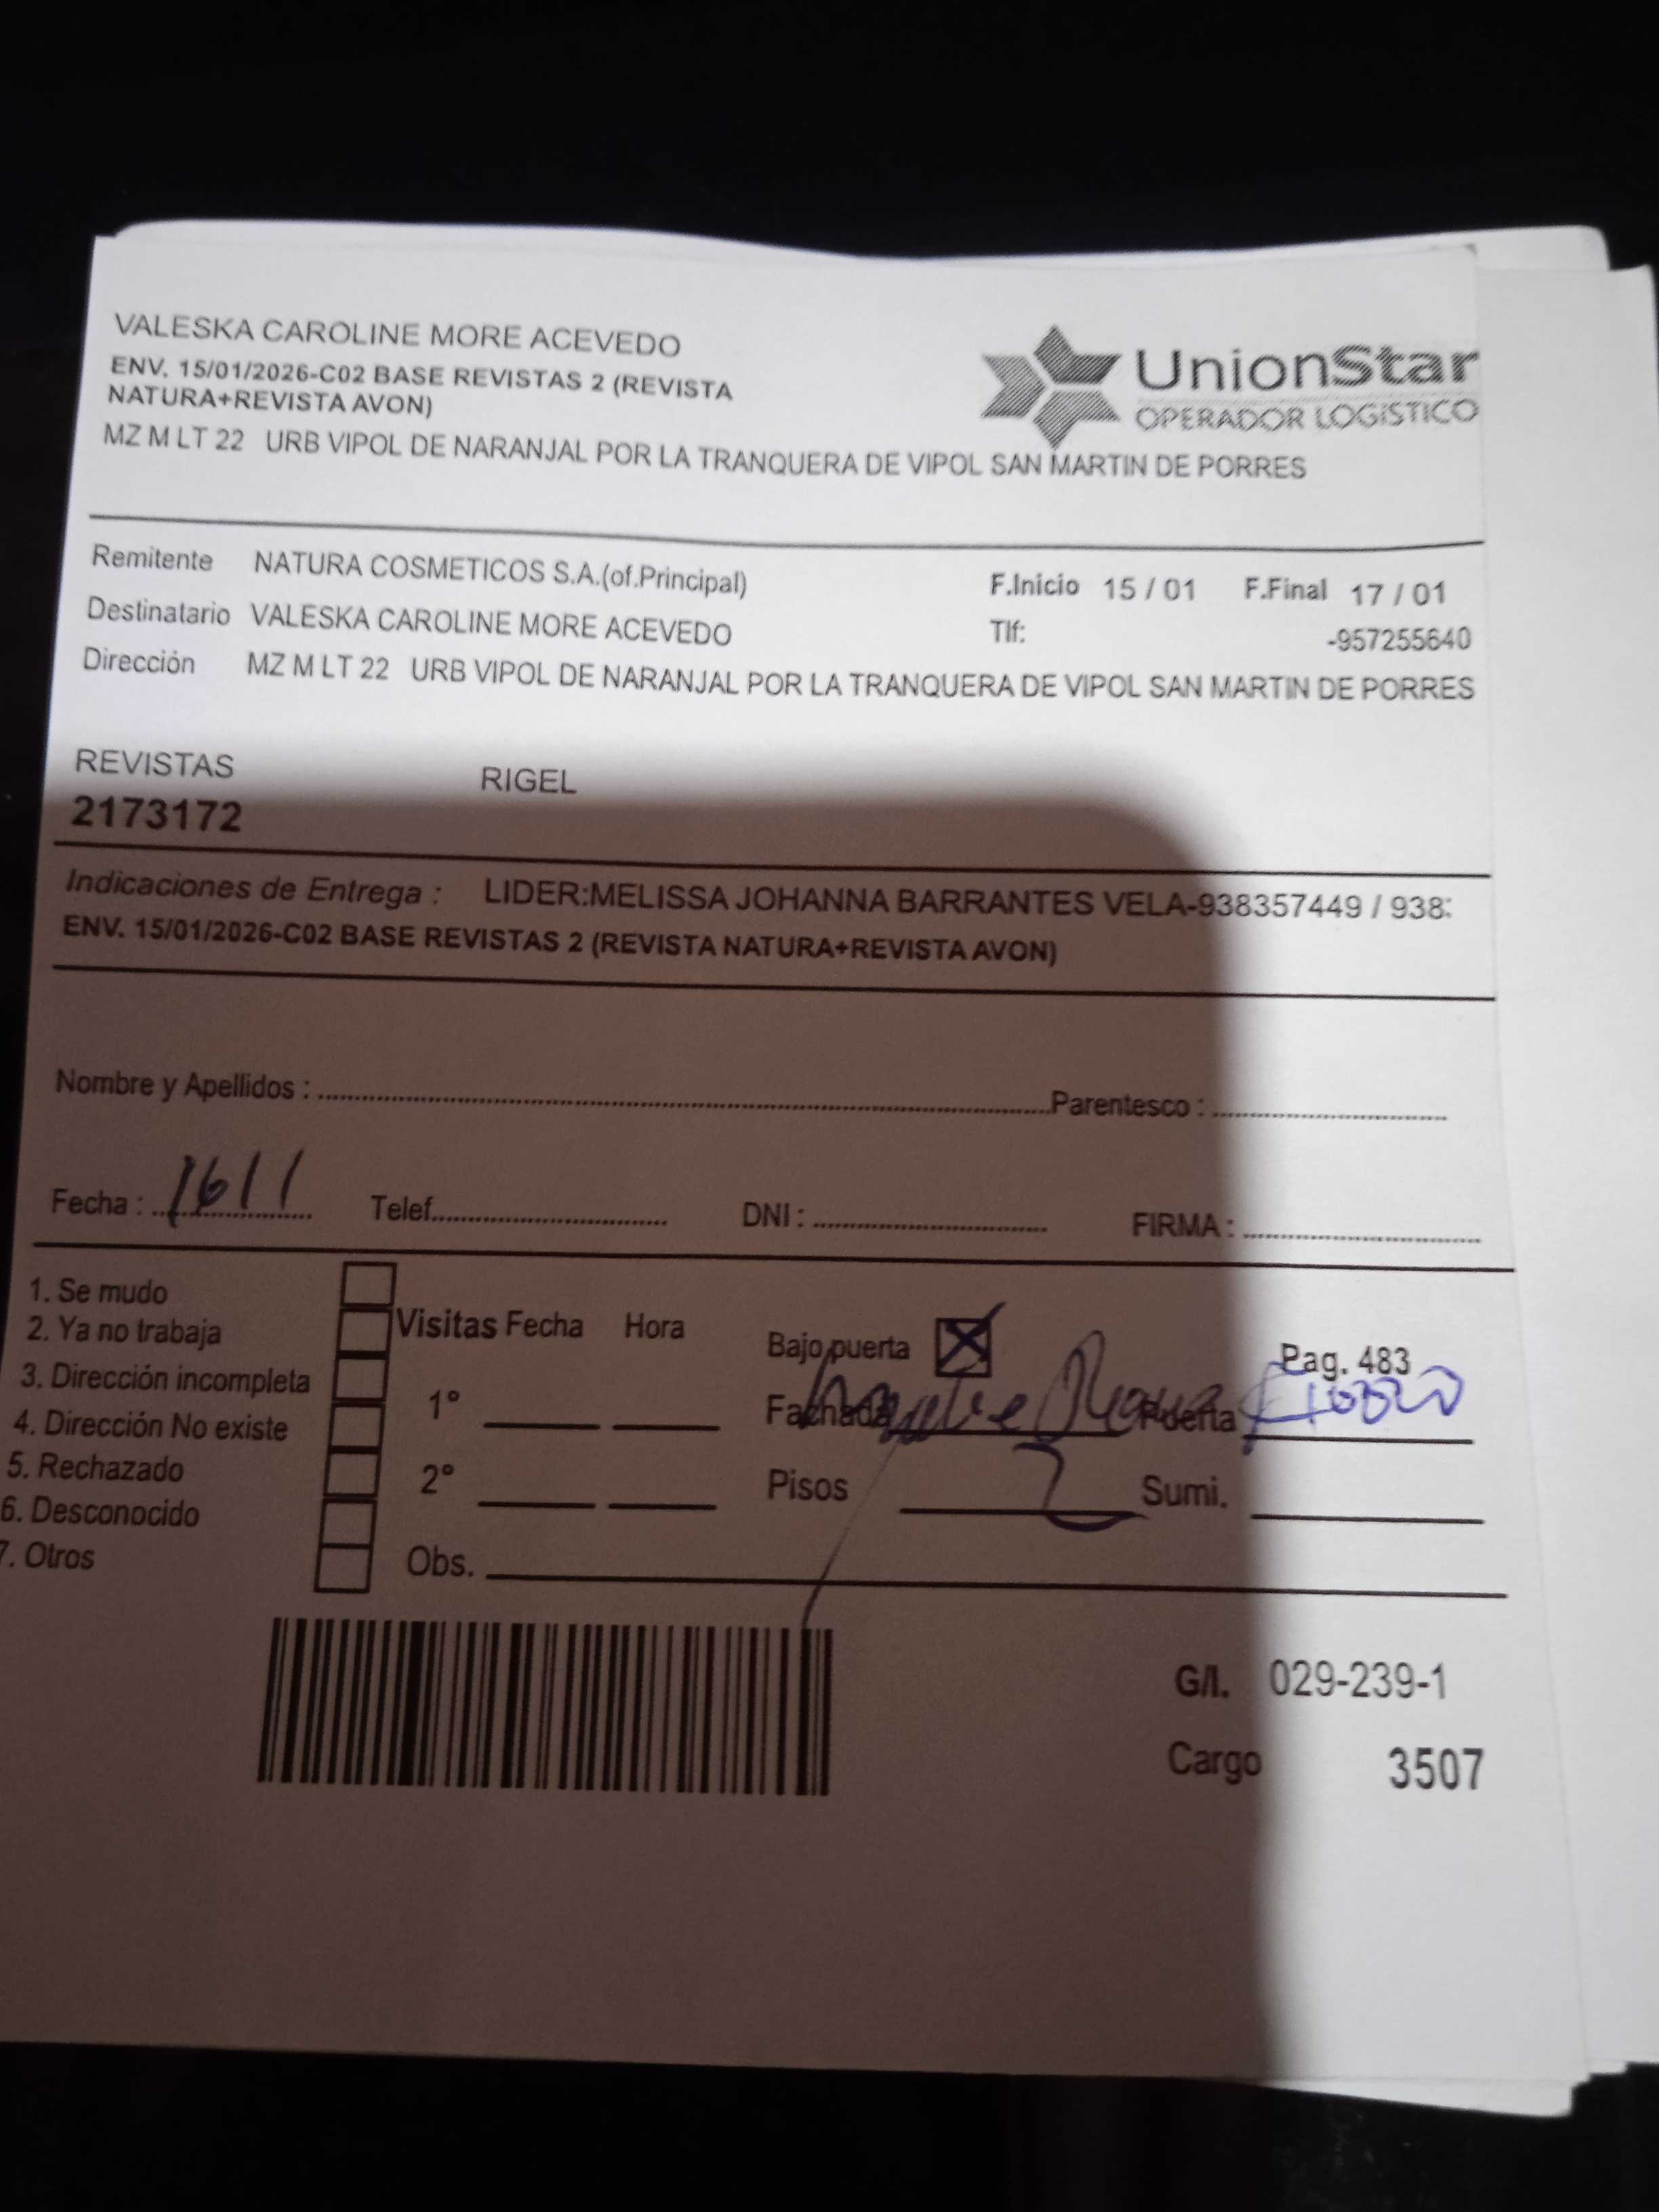 VALESKA CAROLINE MORE ACEVEDO
ENV. 15/01/2026-C02 BASE REVISTAS 2 (REVISTA
NATURA+REVISTA AVON)
MZ M LT 22 URB VIPOL DE NARANJAL POR LA TRANQUERA DE VIPOL SAN MARTIN DE PORRES
UnionStar
OPERADOR LOGÍSTICO
Remitente NATURA COSMETICOS S.A.(of.Principal)
F.Inicio 15 / 01 F.Final 17 / 01
Destinatario VALESKA CAROLINE MORE ACEVEDO
Tlf: -957255640
Dirección MZ M LT 22 URB VIPOL DE NARANJAL POR LA TRANQUERA DE VIPOL SAN MARTIN DE PORRES
REVISTAS RIGEL
2173172
Indicaciones de Entrega : LIDER:MELISSA JOHANNA BARRANTES VELA-938357449 / 938
ENV. 15/01/2026-C02 BASE REVISTAS 2 (REVISTA NATURA+REVISTA AVON)
Nombre y Apellidos : Parentesco :
Fecha : 16/1 Telef. DNI : FIRMA :
1. Se mudo
2. Ya no trabaja
3. Dirección incompleta
4. Dirección No existe
5. Rechazado
6. Desconocido
7. Otros
Visitas Fecha Hora
1°
2°
Obs.
Bajo puerta X Pag. 483
Fachada Puerta
Pisos 2 Sumi.
G/I. 029-239-1
Cargo 3507